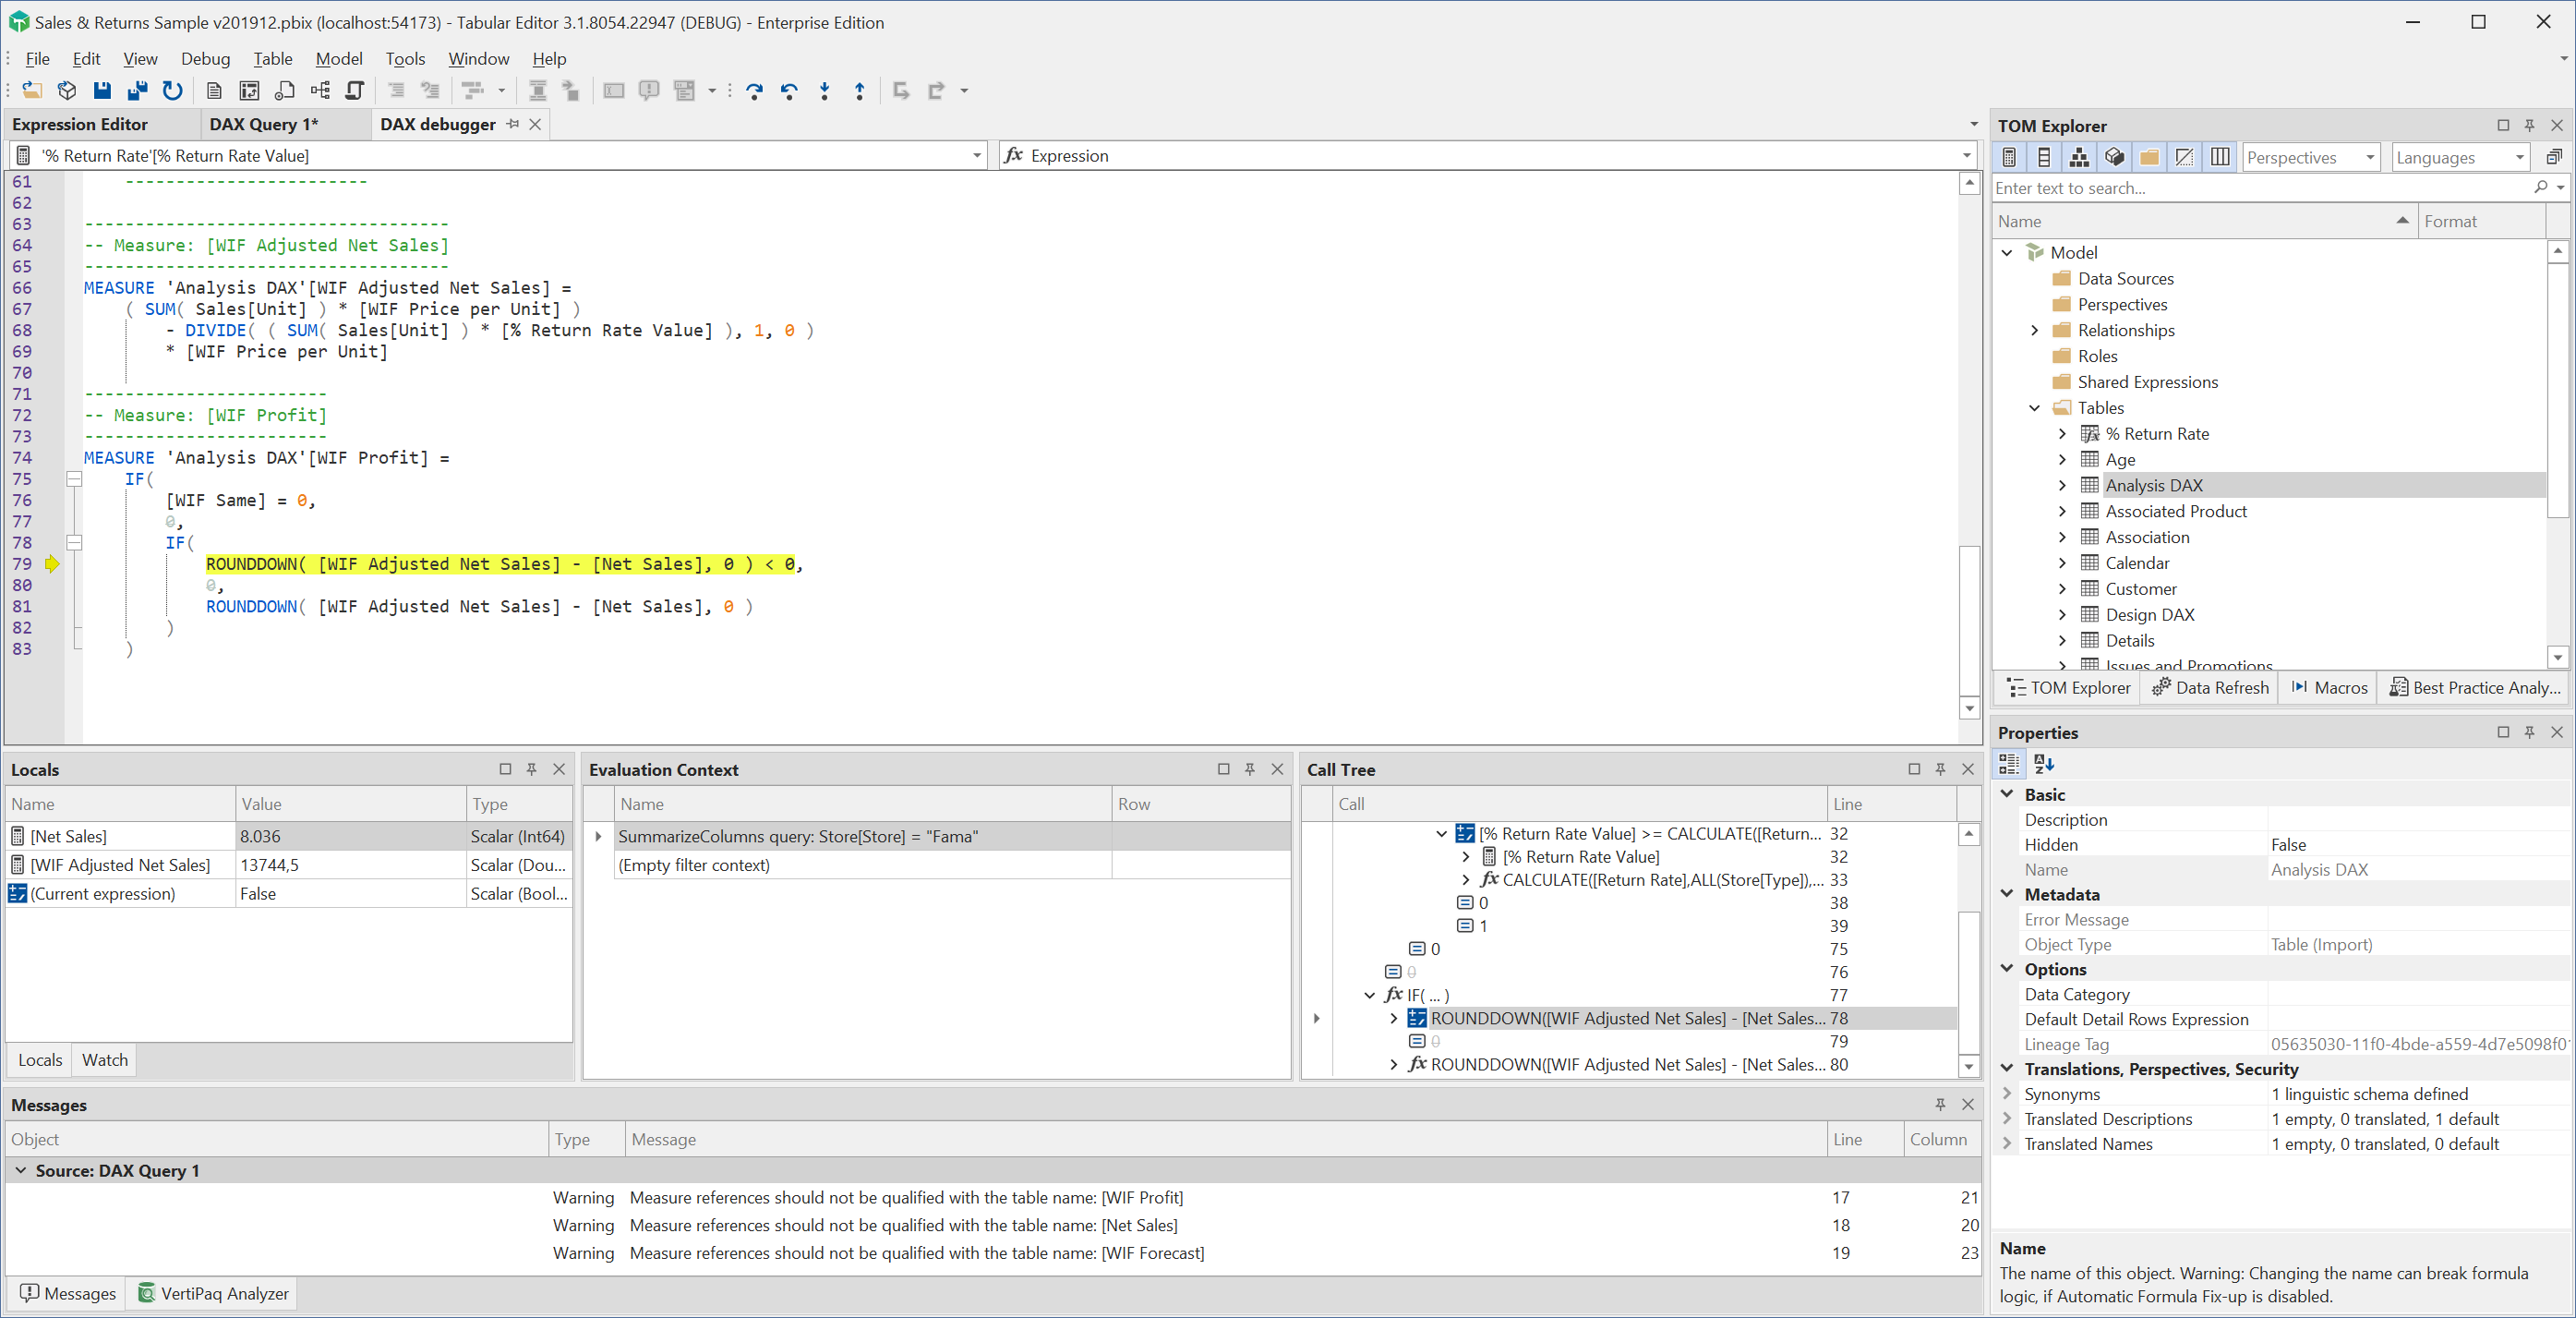 Sales & Returns Sample v201912.pbix (localhost:54173) - Tabular Editor 3.1.8054.22947 (DEBUG) - Enterprise Edition
File Edit View Debug Table Model Tools Window Help
Expression Editor DAX Query 1* DAX debugger
'% Return Rate'[% Return Rate Value] fx Expression
61 ------------------------
62
63 ------------------------------------
64 -- Measure: [WIF Adjusted Net Sales]
65 ------------------------------------
66 MEASURE 'Analysis DAX'[WIF Adjusted Net Sales] =
67 ( SUM( Sales[Unit] ) * [WIF Price per Unit] )
68 - DIVIDE( ( SUM( Sales[Unit] ) * [% Return Rate Value] ), 1, 0 )
69 * [WIF Price per Unit]
70
71 ------------------------
72 -- Measure: [WIF Profit]
73 ------------------------
74 MEASURE 'Analysis DAX'[WIF Profit] =
75 IF(
76 [WIF Same] = 0,
77 0,
78 IF(
79 ROUNDDOWN( [WIF Adjusted Net Sales] - [Net Sales], 0 ) < 0,
80 0,
81 ROUNDDOWN( [WIF Adjusted Net Sales] - [Net Sales], 0 )
82 )
83 )
Locals
Name Value Type
[Net Sales] 8.036 Scalar (Int64)
[WIF Adjusted Net Sales] 13744,5 Scalar (Dou...
(Current expression) False Scalar (Bool...
Locals Watch
Evaluation Context
Name Row
SummarizeColumns query: Store[Store] = "Fama"
(Empty filter context)
Call Tree
Call Line
[% Return Rate Value] >= CALCULATE([Return... 32
[% Return Rate Value] 32
fx CALCULATE([Return Rate],ALL(Store[Type]),... 33
0 38
1 39
0 75
0 76
fx IF( ... ) 77
ROUNDDOWN([WIF Adjusted Net Sales] - [Net Sales... 78
0 79
fx ROUNDDOWN([WIF Adjusted Net Sales] - [Net Sales... 80
Messages
Object Type Message Line Column
Source: DAX Query 1
Warning Measure references should not be qualified with the table name: [WIF Profit] 17 21
Warning Measure references should not be qualified with the table name: [Net Sales] 18 20
Warning Measure references should not be qualified with the table name: [WIF Forecast] 19 23
Messages VertiPaq Analyzer
TOM Explorer
Perspectives Languages
Enter text to search...
Name Format
Model
Data Sources
Perspectives
Relationships
Roles
Shared Expressions
Tables
% Return Rate
Age
Analysis DAX
Associated Product
Association
Calendar
Customer
Design DAX
Details
Issues and Promotions
TOM Explorer Data Refresh Macros Best Practice Analy...
Properties
Basic
Description
Hidden False
Name Analysis DAX
Metadata
Error Message
Object Type Table (Import)
Options
Data Category
Default Detail Rows Expression
Lineage Tag 05635030-11f0-4bde-a559-4d7e5098f0
Translations, Perspectives, Security
Synonyms 1 linguistic schema defined
Translated Descriptions 1 empty, 0 translated, 1 default
Translated Names 1 empty, 0 translated, 0 default
Name
The name of this object. Warning: Changing the name can break formula
logic, if Automatic Formula Fix-up is disabled.